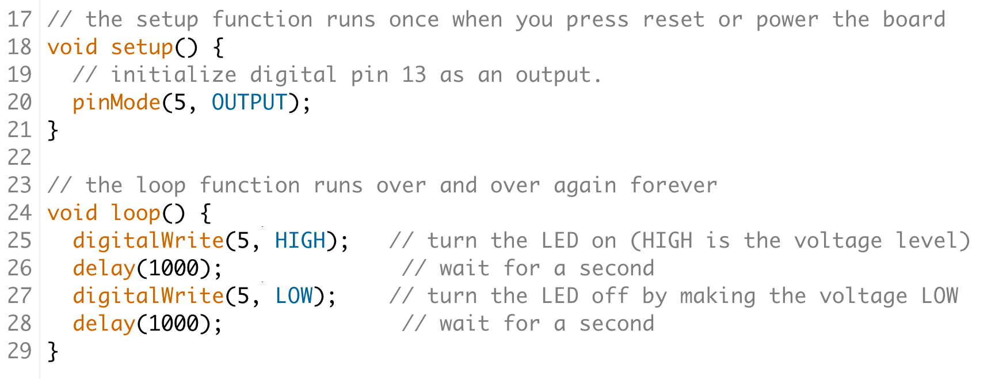 17 // the setup function runs once when you press reset or power the board
18 void setup() {
19   // initialize digital pin 13 as an output.
20   pinMode(5, OUTPUT);
21 }
22
23 // the loop function runs over and over again forever
24 void loop() {
25   digitalWrite(5, HIGH);   // turn the LED on (HIGH is the voltage level)
26   delay(1000);              // wait for a second
27   digitalWrite(5, LOW);    // turn the LED off by making the voltage LOW
28   delay(1000);              // wait for a second
29 }